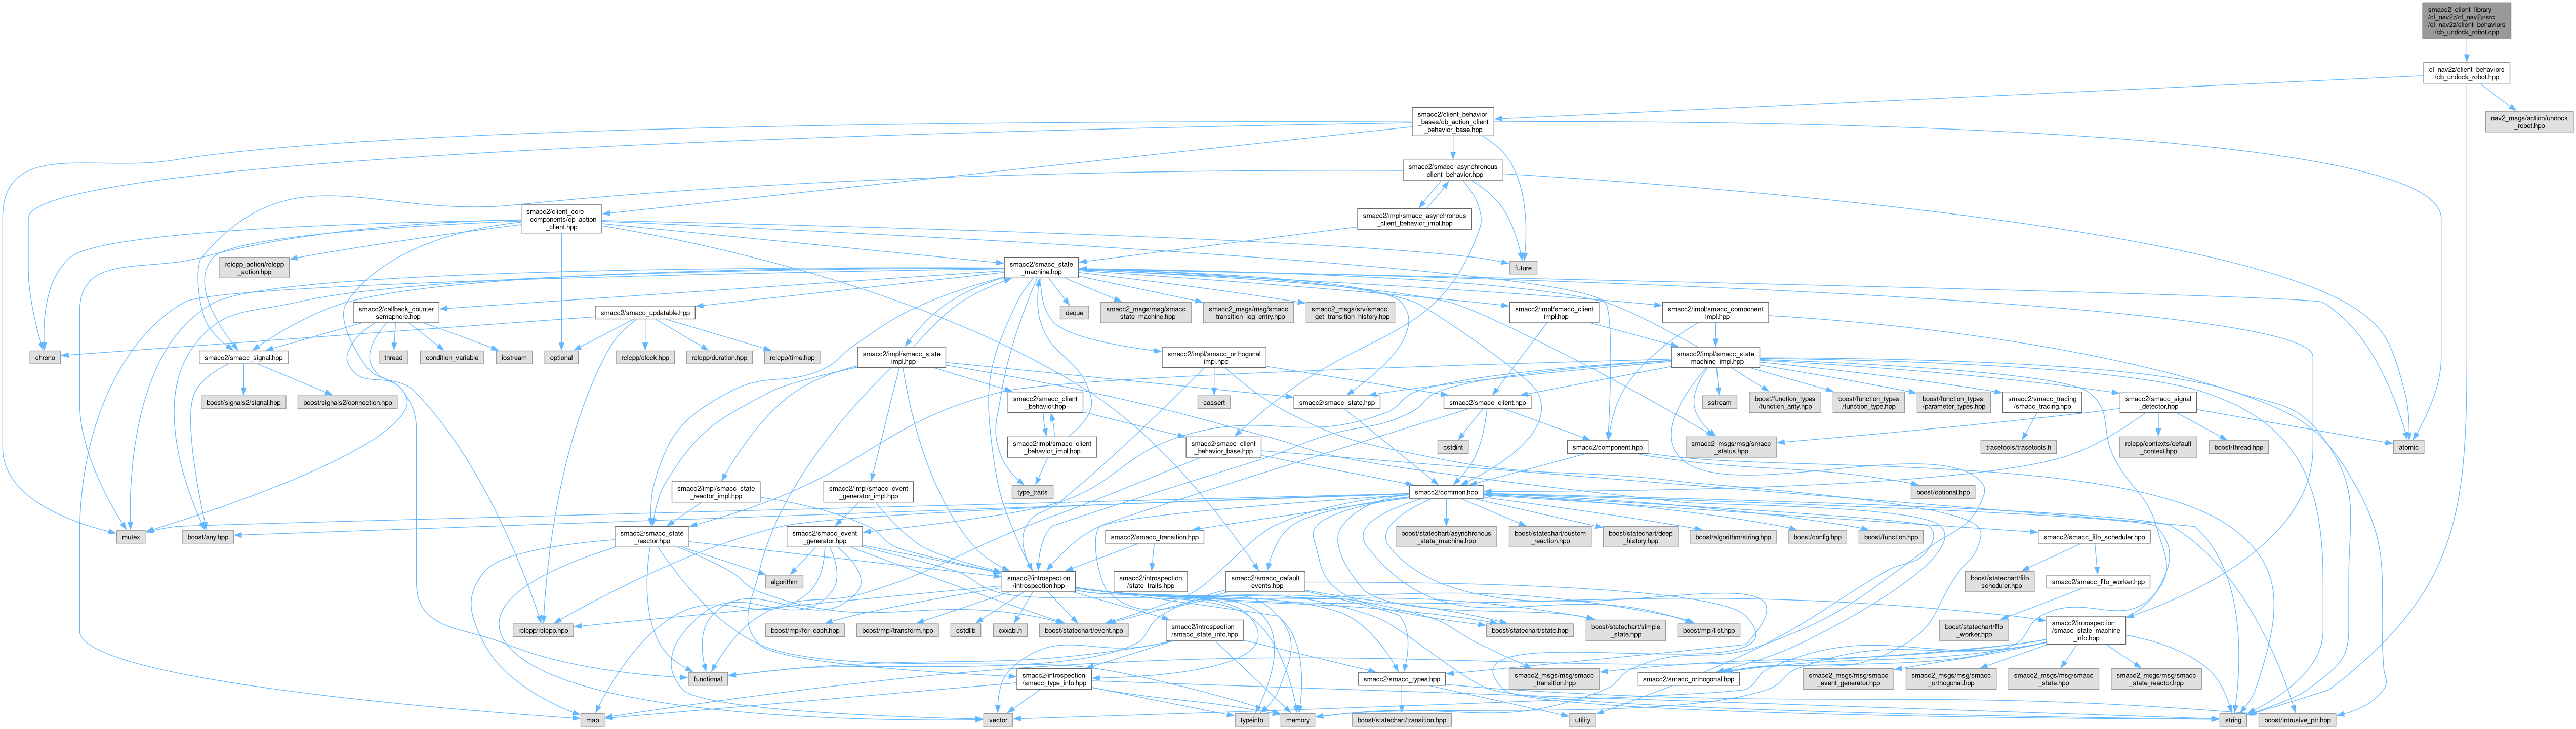 smacc2_client_library
/cl_nav2z/cl_nav2z/src
/cl_nav2z/client_behaviors
/cb_undock_robot.cpp
cl_nav2z/client_behaviors
/cb_undock_robot.hpp
smacc2/client_behavior
_bases/cb_action_client
_behavior_base.hpp
nav2_msgs/action/undock
_robot.hpp
smacc2/smacc_asynchronous
_client_behavior.hpp
smacc2/client_core
_components/cp_action
_client.hpp
smacc2/impl/smacc_asynchronous
_client_behavior_impl.hpp
rclcpp_action/rclcpp
_action.hpp
smacc2/smacc_state
_machine.hpp
future
smacc2/callback_counter
_semaphore.hpp
smacc2/smacc_updatable.hpp
deque
smacc2_msgs/msg/smacc
_state_machine.hpp
smacc2_msgs/msg/smacc
_transition_log_entry.hpp
smacc2_msgs/srv/smacc
_get_transition_history.hpp
smacc2/impl/smacc_client
_impl.hpp
smacc2/impl/smacc_component
_impl.hpp
chrono
smacc2/smacc_signal.hpp
thread
condition_variable
iostream
optional
rclcpp/clock.hpp
rclcpp/duration.hpp
rclcpp/time.hpp
smacc2/impl/smacc_state
_impl.hpp
smacc2/impl/smacc_orthogonal
_impl.hpp
smacc2/impl/smacc_state
_machine_impl.hpp
boost/signals2/signal.hpp
boost/signals2/connection.hpp
smacc2/smacc_client
_behavior.hpp
cassert
smacc2/smacc_state.hpp
smacc2/smacc_client.hpp
sstream
boost/function_types
/function_arity.hpp
boost/function_types
/function_type.hpp
boost/function_types
/parameter_types.hpp
smacc2/smacc_tracing
/smacc_tracing.hpp
smacc2/smacc_signal
_detector.hpp
smacc2/impl/smacc_client
_behavior_impl.hpp
smacc2/smacc_client
_behavior_base.hpp
cstdint
smacc2/component.hpp
smacc2_msgs/msg/smacc
_status.hpp
tracetools/tracetools.h
rclcpp/contexts/default
_context.hpp
boost/thread.hpp
atomic
smacc2/impl/smacc_state
_reactor_impl.hpp
smacc2/impl/smacc_event
_generator_impl.hpp
type_traits
smacc2/common.hpp
boost/optional.hpp
mutex
boost/any.hpp
smacc2/smacc_state
_reactor.hpp
smacc2/smacc_event
_generator.hpp
smacc2/smacc_transition.hpp
boost/statechart/asynchronous
_state_machine.hpp
boost/statechart/custom
_reaction.hpp
boost/statechart/deep
_history.hpp
boost/algorithm/string.hpp
boost/config.hpp
boost/function.hpp
smacc2/smacc_fifo_scheduler.hpp
algorithm
smacc2/introspection
/introspection.hpp
smacc2/introspection
/state_traits.hpp
smacc2/smacc_default
_events.hpp
boost/statechart/fifo
_scheduler.hpp
smacc2/smacc_fifo_worker.hpp
rclcpp/rclcpp.hpp
boost/mpl/for_each.hpp
boost/mpl/transform.hpp
cstdlib
cxxabi.h
boost/statechart/event.hpp
smacc2/introspection
/smacc_state_info.hpp
boost/statechart/state.hpp
boost/statechart/simple
_state.hpp
boost/mpl/list.hpp
boost/statechart/fifo
_worker.hpp
smacc2/introspection
/smacc_state_machine
_info.hpp
functional
smacc2/introspection
/smacc_type_info.hpp
smacc2/smacc_types.hpp
smacc2_msgs/msg/smacc
_transition.hpp
smacc2/smacc_orthogonal.hpp
smacc2_msgs/msg/smacc
_event_generator.hpp
smacc2_msgs/msg/smacc
_orthogonal.hpp
smacc2_msgs/msg/smacc
_state.hpp
smacc2_msgs/msg/smacc
_state_reactor.hpp
map
vector
typeinfo
memory
boost/statechart/transition.hpp
utility
string
boost/intrusive_ptr.hpp